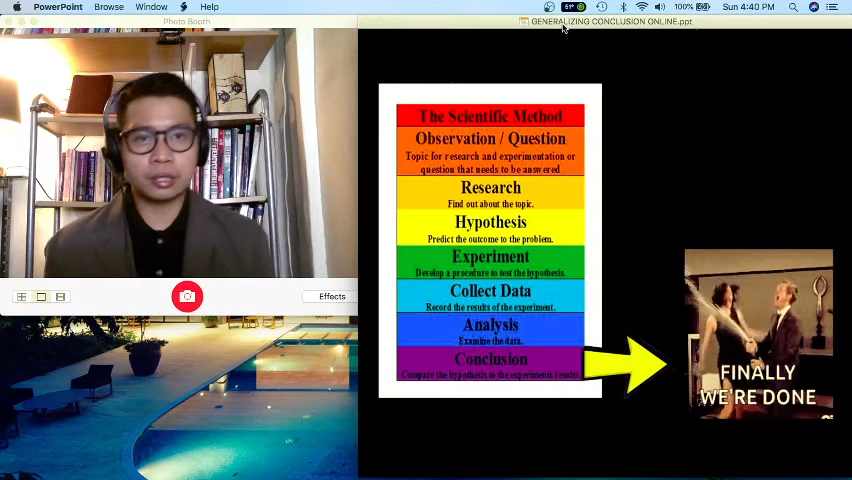 PowerPoint Browse Window Help
51°
100%
Sun 4:40 PM
Photo Booth
GENERALIZING CONCLUSION ONLINE.ppt
Effects
The Scientific Method
Observation / Question
Topic for research and experimentation or
question that needs to be answered
Research
Find out about the topic.
Hypothesis
Predict the outcome to the problem.
Experiment
Develop a procedure to test the hypothesis.
Collect Data
Record the results of the experiment.
Analysis
Examine the data.
Conclusion
Compare the hypothesis to the experiments results
FINALLY
WE'RE DONE